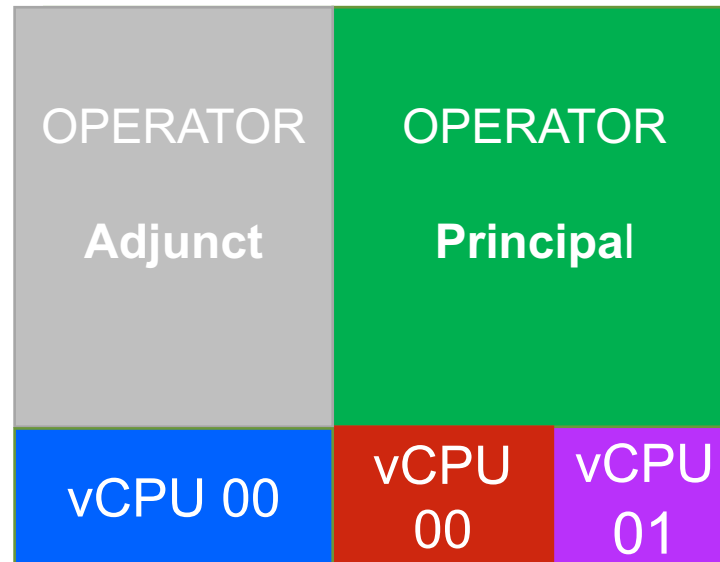 OPERATOR
Adjunct
OPERATOR
Principal
vCPU 00
vCPU
00
vCPU
01